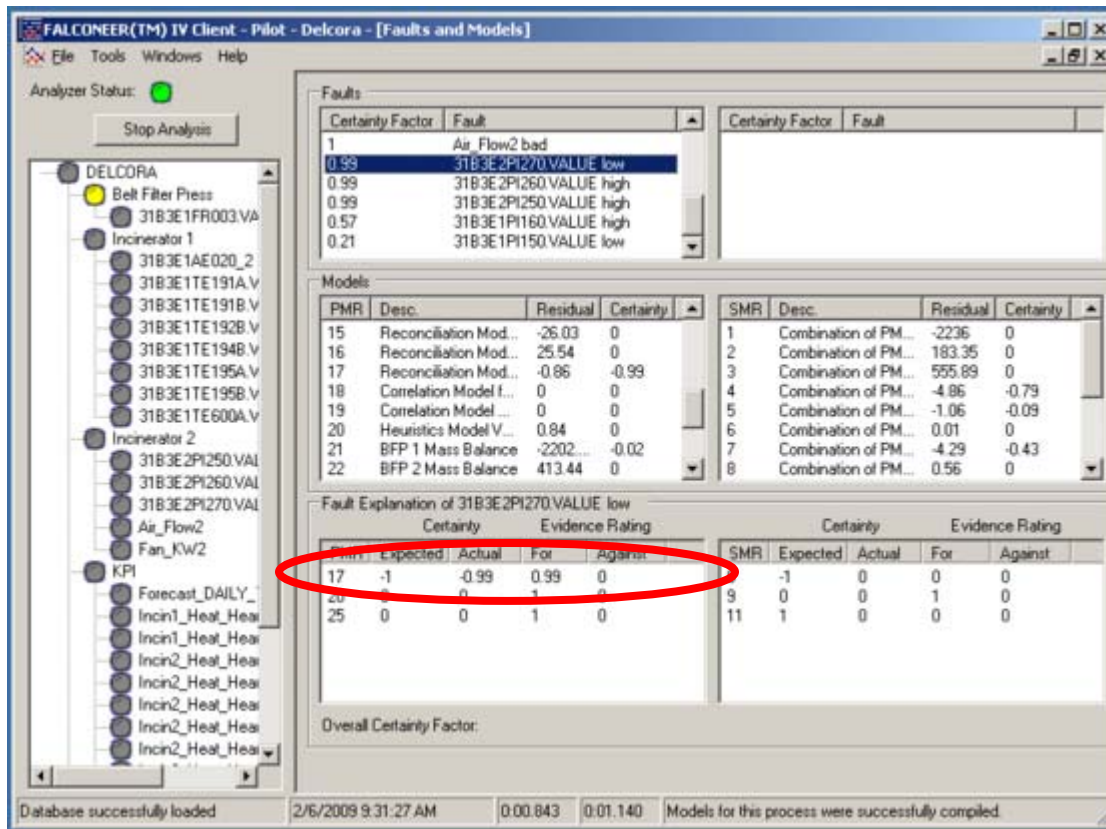 FALCONEER(TM) IV Client - Pilot - Delcora - [Faults and Models]
File Tools Windows Help
Analyzer Status:
Stop Analysis
DELCORA
Belt Filter Press
31B3E1FR003.VA
Incinerator 1
31B3E1AE020_2
31B3E1TE191A.V
31B3E1TE191B.V
31B3E1TE192B.V
31B3E1TE194B.V
31B3E1TE195A.V
31B3E1TE195B.V
31B3E1TE600A.V
Incinerator 2
31B3E2PI250.VAL
31B3E2PI260.VAL
31B3E2PI270.VAL
Air_Flow2
Fan_KW2
KPI
Forecast_DAILY_
Incin1_Heat_Hea
Incin1_Heat_Hea
Incin2_Heat_Hea
Incin2_Heat_Hea
Incin2_Heat_Hea
Incin2_Heat_Hea
Incin2_Heat_Hea
Faults
Certainty Factor Fault
1 Air_Flow2 bad
0.99 31B3E2PI270.VALUE low
0.99 31B3E2PI260.VALUE high
0.99 31B3E2PI250.VALUE high
0.57 31B3E1PI160.VALUE high
0.21 31B3E1PI150.VALUE low
Certainty Factor Fault
Models
PMR Desc. Residual Certainty
15 Reconciliation Mod... -26.03 0
16 Reconciliation Mod... 25.54 0
17 Reconciliation Mod... -0.86 -0.99
18 Correlation Model f... 0 0
19 Correlation Model ... 0 0
20 Heuristics Model V... 0.84 0
21 BFP 1 Mass Balance -2202... -0.02
22 BFP 2 Mass Balance 413.44 0
SMR Desc. Residual Certainty
1 Combination of PM... -2236 0
2 Combination of PM... 183.35 0
3 Combination of PM... 555.89 0
4 Combination of PM... -4.86 -0.79
5 Combination of PM... -1.06 -0.09
6 Combination of PM... 0.01 0
7 Combination of PM... -4.29 -0.43
8 Combination of PM... 0.56 0
Fault Explanation of 31B3E2PI270.VALUE low
Certainty Evidence Rating
PMR Expected Actual For Against
17 -1 -0.99 0.99 0
0 1 0
25 0 0 1 0
Certainty Evidence Rating
SMR Expected Actual For Against
-1 0 0 0
9 0 0 1 0
11 1 0 0 0
Overall Certainty Factor:
Database successfully loaded 2/6/2009 9:31:27 AM 0:00.843 0:01.140 Models for this process were successfully compiled.